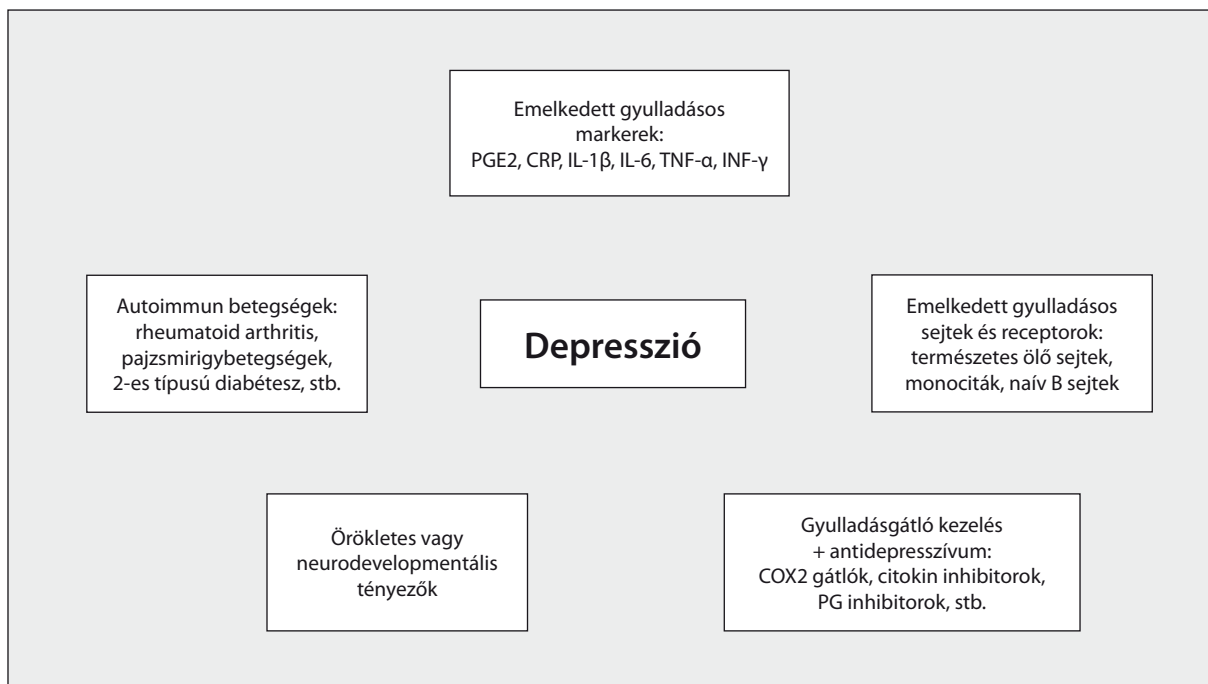 Emelkedett gyulladásos
markerek:
PGE2, CRP, IL-1β, IL-6, TNF-α, INF-γ
Autoimmun betegségek:
rheumatoid arthritis,
pajzsmirigybetegségek,
2-es típusú diabétesz, stb.
Depresszió
Emelkedett gyulladásos
sejtek és receptorok:
természetes ölő sejtek,
monociták, naív B sejtek
Örökletes vagy
neurodevelopmentális
tényezők
Gyulladásgátló kezelés
+ antidepresszívum:
COX2 gátlók, citokin inhibitorok,
PG inhibitorok, stb.